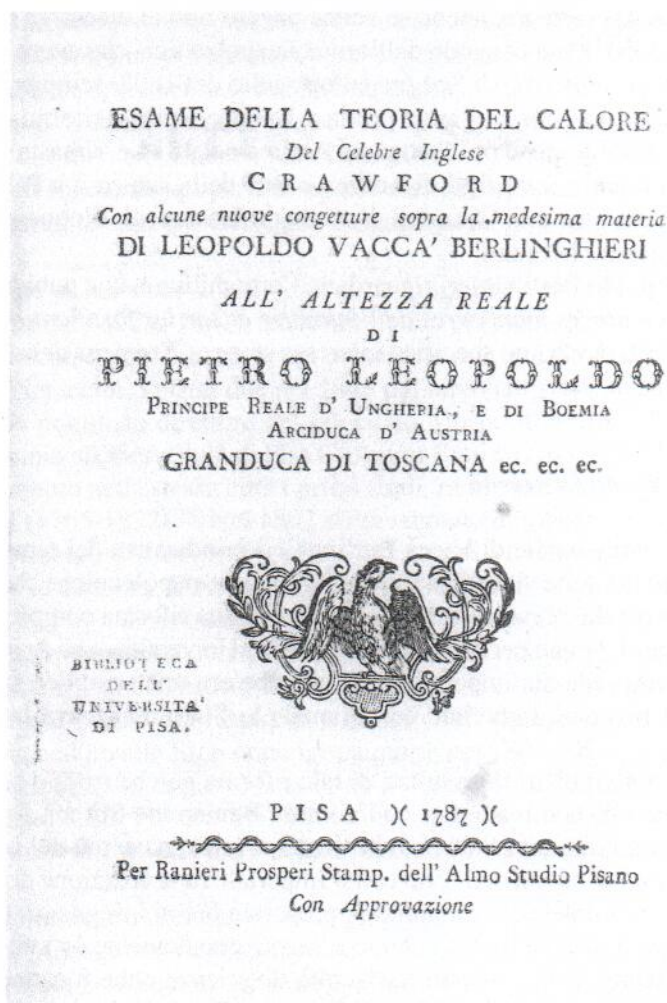 ESAME DELLA TEORIA DEL CALORE
Del Celebre Inglese
CRAWFORD
Con alcune nuove congetture sopra la medesima materia
DI LEOPOLDO VACCA' BERLINGHIERI
ALL' ALTEZZA REALE
DI
PIETRO LEOPOLDO
PRINCIPE REALE D' UNGHERIA, E DI BOEMIA
ARCIDUCA D' AUSTRIA
GRANDUCA DI TOSCANA ec. ec. ec.
BIBLIOTECA
UNIVERSITA
DI PISA.
PISA )( 1787 )(
Per Ranieri Prosperi Stamp. dell' Almo Studio Pisano
Con Approvazione